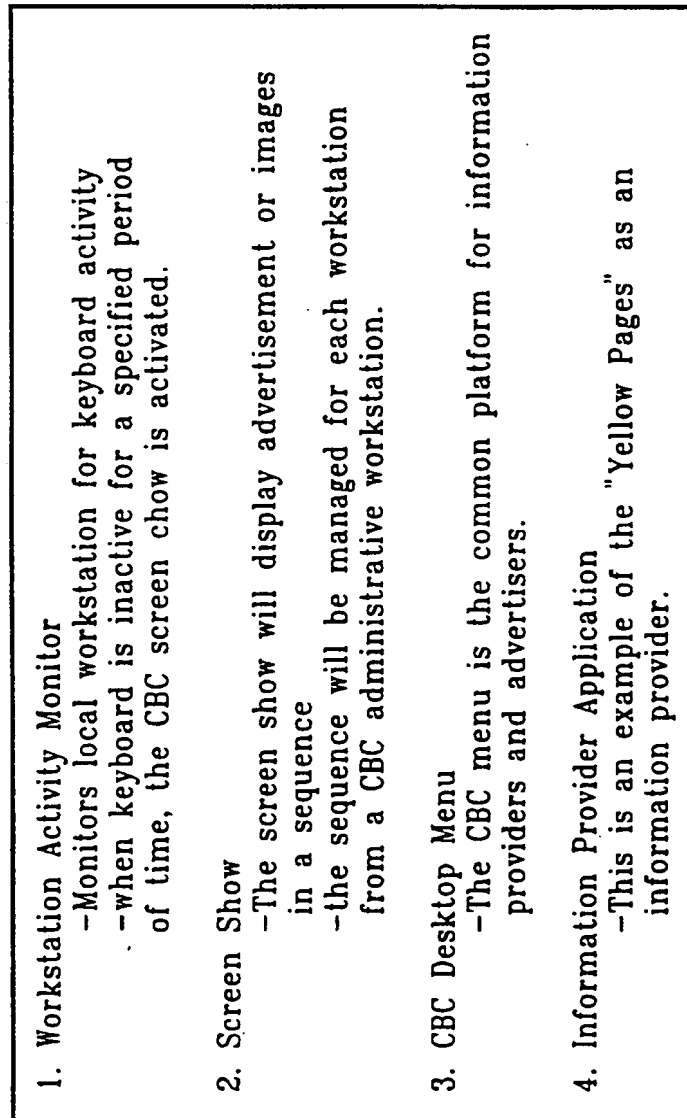 1. Workstation Activity Monitor
-Monitors local workstation for keyboard activity
-when keyboard is inactive for a specified period
of time, the CBC screen chow is activated.
2. Screen Show
-The screen show will display advertisement or images
in a sequence
-the sequence will be managed for each workstation
from a CBC administrative workstation.
3. CBC Desktop Menu
-The CBC menu is the common platform for information
providers and advertisers.
4. Information Provider Application
-This is an example of the "Yellow Pages" as an
information provider.